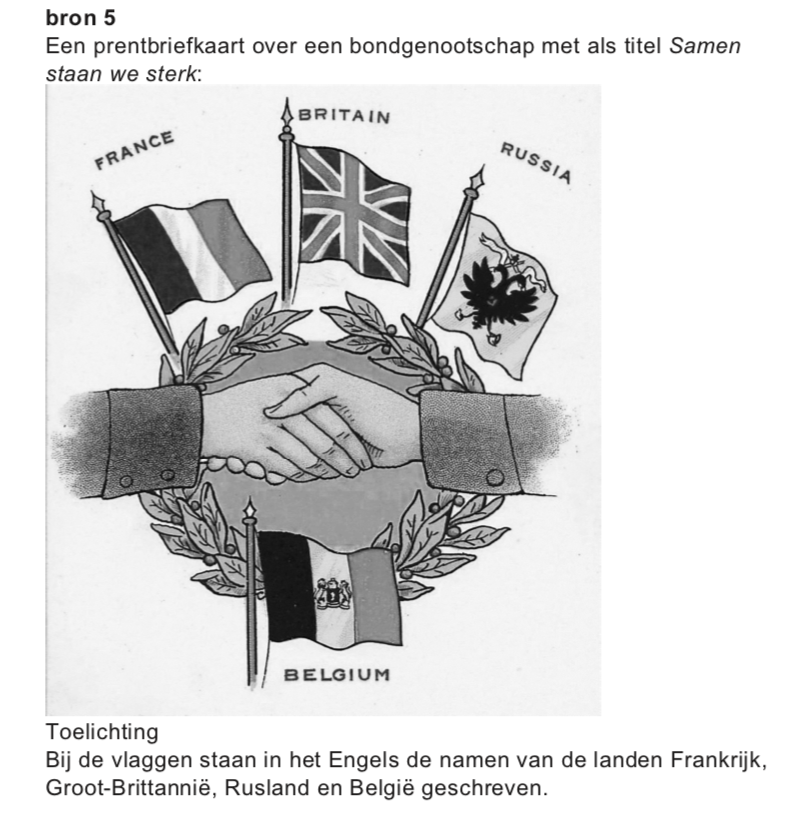 bron 5
Een prentbriefkaart over een bondgenootschap met als titel Samen
staan we sterk:
FRANCE
BRITAIN
RUSSIA
BELGIUM
Toelichting
Bij de vlaggen staan in het Engels de namen van de landen Frankrijk,
Groot-Brittannië, Rusland en België geschreven.